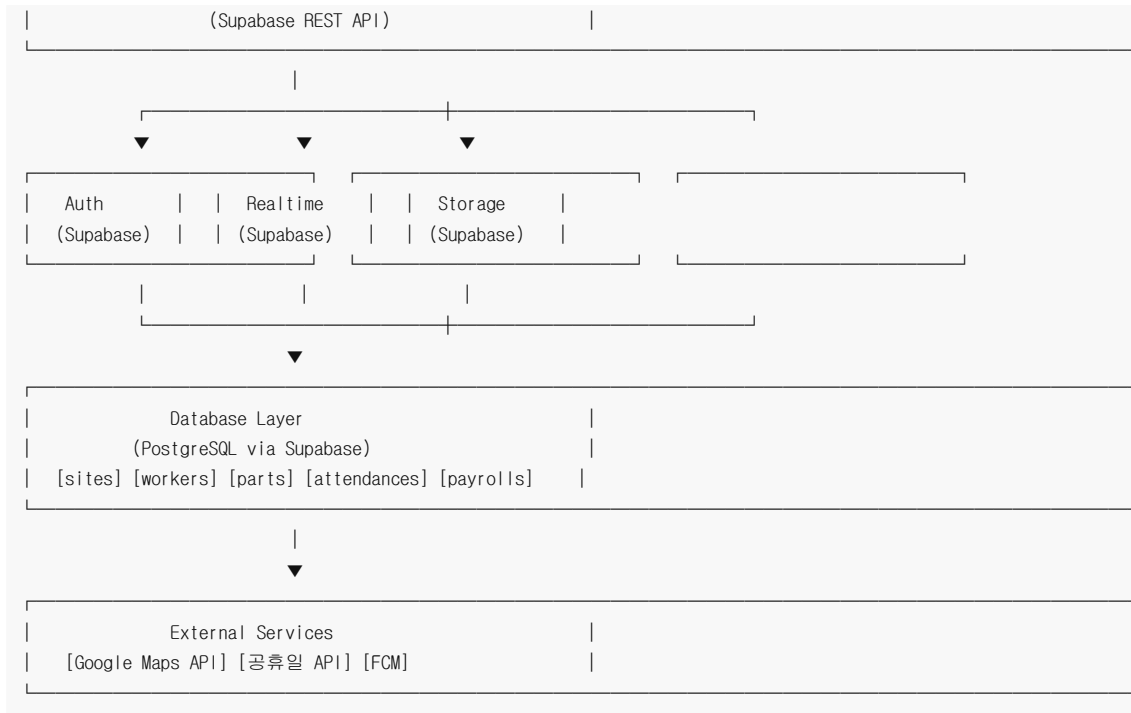 (Supabase REST API)
Auth | | Realtime | | Storage
(Supabase) | | (Supabase) | | (Supabase)
Database Layer
(PostgreSQL via Supabase)
[sites] [workers] [parts] [attendances] [payrolls]
External Services
[Google Maps API] [공휴일 API] [FCM]